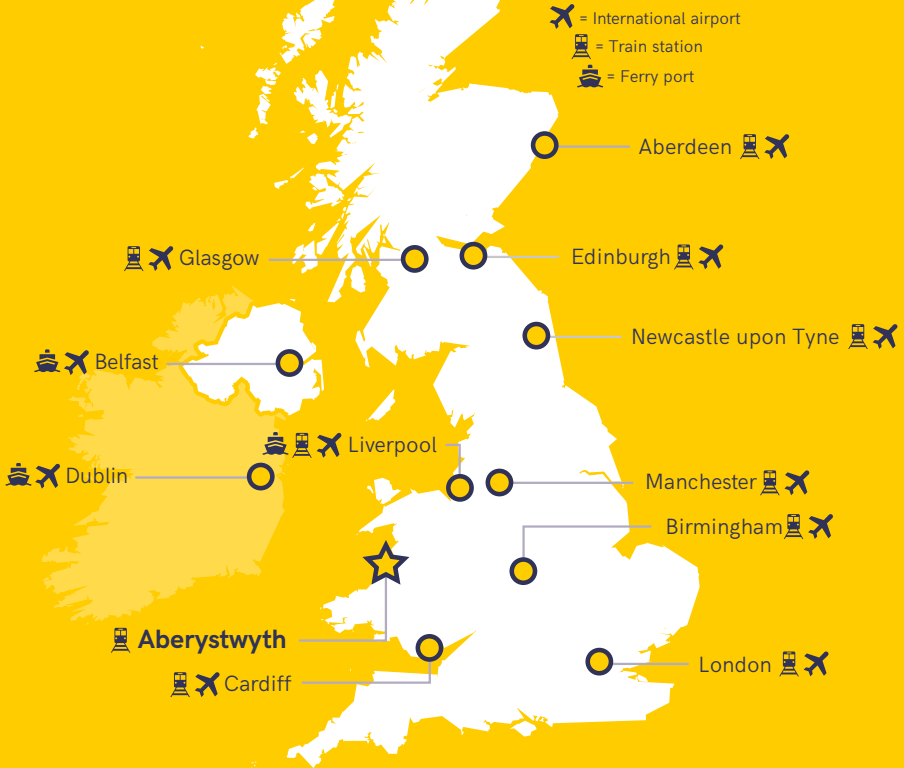 = International airport
= Train station
= Ferry port
Aberdeen
Glasgow
Edinburgh
Newcastle upon Tyne
Belfast
Liverpool
Dublin
Manchester
Birmingham
Aberystwyth
London
Cardiff